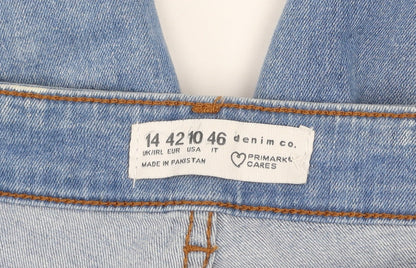 14 42 10 46 denim co.
UK/IRL EUR USA IT
MADE IN PAKISTAN
PRIMARK
CARES